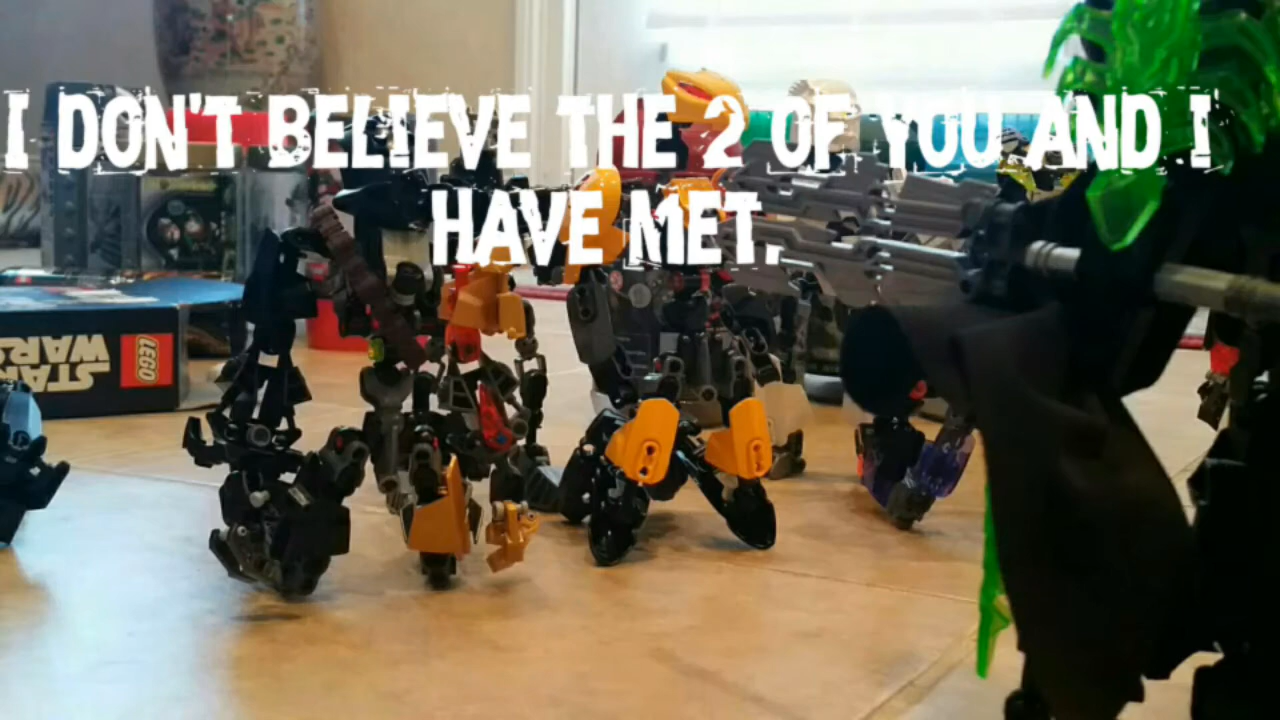 I DON'T BELIEVE THE 2 OF YOU AND I
HAVE MET.
LEGO
STAR
WARS